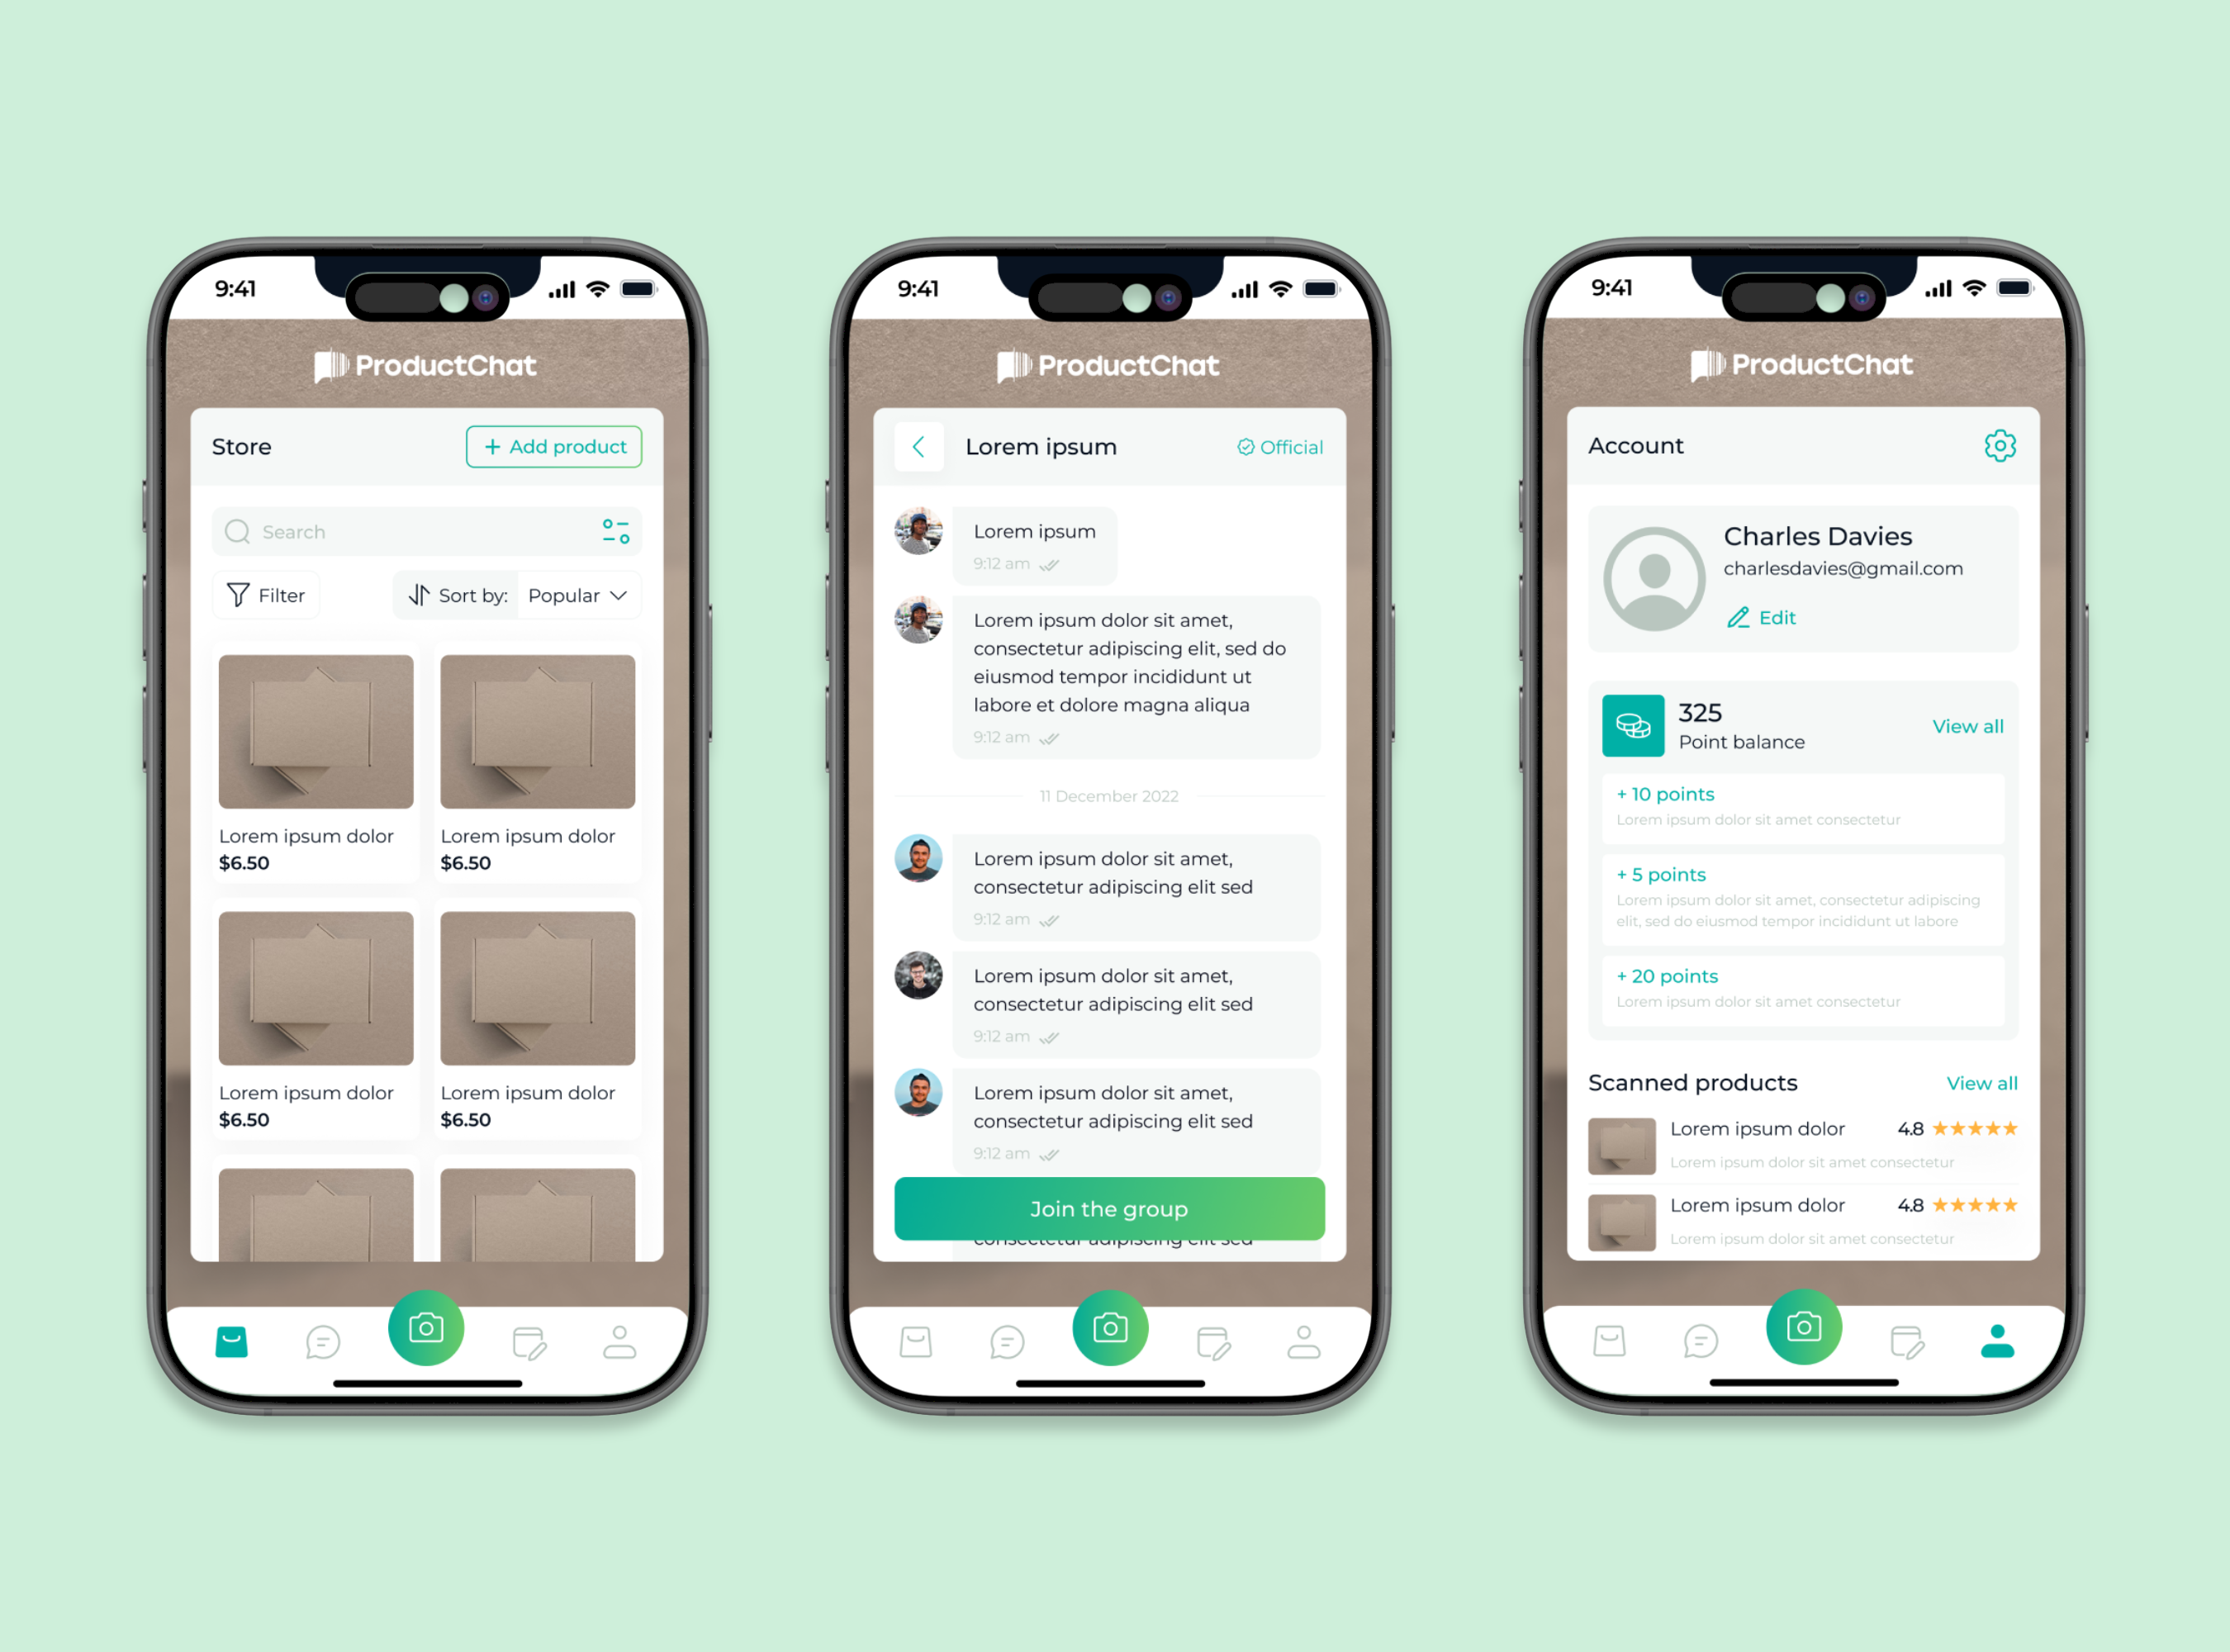 9:41
ProductChat
Store
+ Add product
Search
Filter
Sort by: Popular
Lorem ipsum dolor
$6.50
Lorem ipsum dolor
$6.50
Lorem ipsum dolor
$6.50
Lorem ipsum dolor
$6.50
9:41
ProductChat
Lorem ipsum
Official
Lorem ipsum
9:12 am
Lorem ipsum dolor sit amet,
consectetur adipiscing elit, sed do
eiusmod tempor incididunt ut
labore et dolore magna aliqua
9:12 am
11 December 2022
Lorem ipsum dolor sit amet,
consectetur adipiscing elit sed
9:12 am
Lorem ipsum dolor sit amet,
consectetur adipiscing elit sed
9:12 am
Lorem ipsum dolor sit amet,
consectetur adipiscing elit sed
9:12 am
Join the group
consectetur adipiscing elit sed
9:41
ProductChat
Account
Charles Davies
charlesdavies@gmail.com
Edit
325
Point balance
View all
+ 10 points
Lorem ipsum dolor sit amet consectetur
+ 5 points
Lorem ipsum dolor sit amet, consectetur adipiscing
elit, sed do eiusmod tempor incididunt ut labore
+ 20 points
Lorem ipsum dolor sit amet consectetur
Scanned products
View all
Lorem ipsum dolor
4.8
Lorem ipsum dolor sit amet consectetur
Lorem ipsum dolor
4.8
Lorem ipsum dolor sit amet consectetur